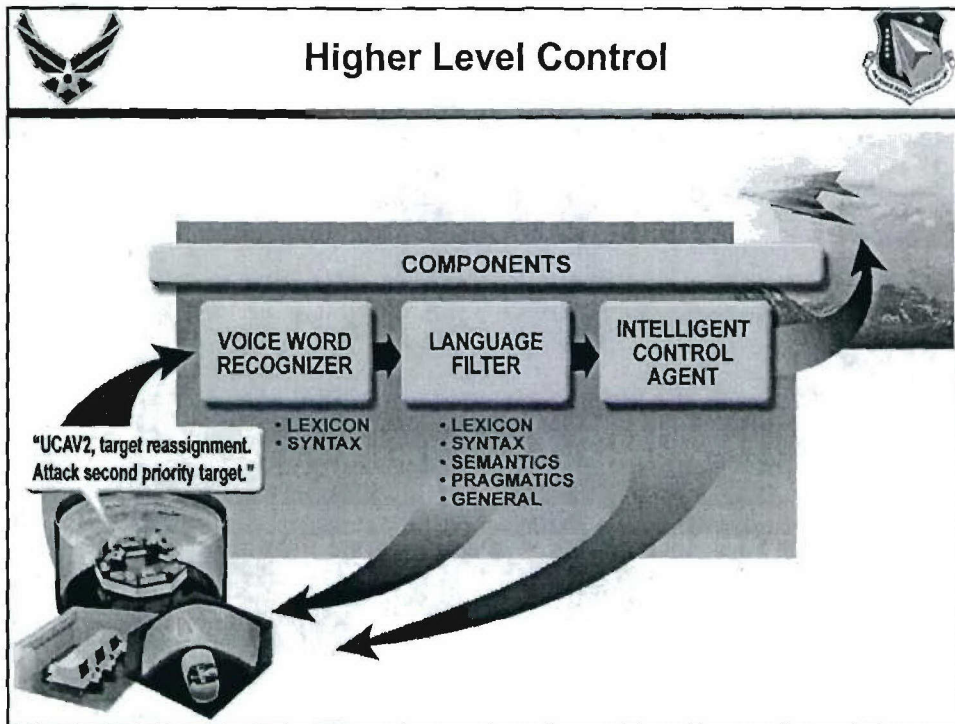 Higher Level Control
COMPONENTS
VOICE WORD
RECOGNIZER
LANGUAGE
FILTER
INTELLIGENT
CONTROL
AGENT
• LEXICON
• SYNTAX
• LEXICON
• SYNTAX
• SEMANTICS
• PRAGMATICS
• GENERAL
"UCAV2, target reassignment.
Attack second priority target."